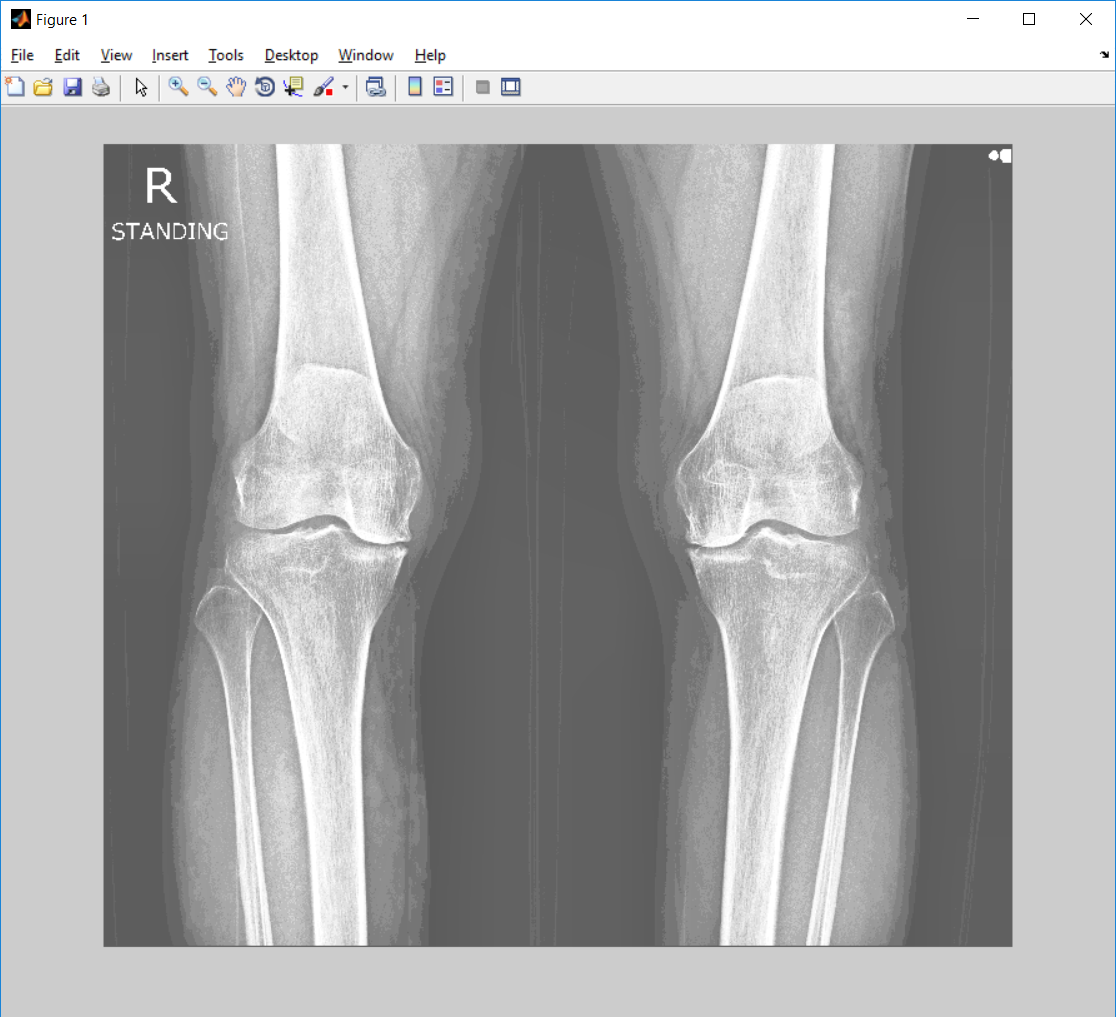 Figure 1
File Edit View Insert Tools Desktop Window Help
R
STANDING